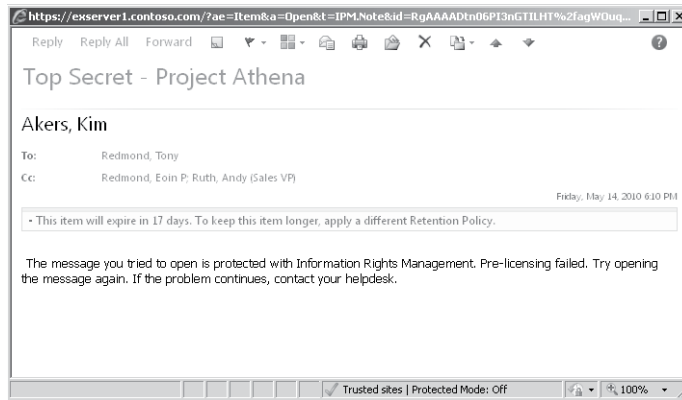 https://exserver1.contoso.com/?ae=Item&a=Open&t=IPM.Note&id=RgAAAADtn06PI3nGTILHT%2fagWOuq...
Reply Reply All Forward
Top Secret - Project Athena
Akers, Kim
To: Redmond, Tony
Cc: Redmond, Eoin P; Ruth, Andy (Sales VP)
Friday, May 14, 2010 6:10 PM
• This item will expire in 17 days. To keep this item longer, apply a different Retention Policy.
The message you tried to open is protected with Information Rights Management. Pre-licensing failed. Try opening
the message again. If the problem continues, contact your helpdesk.
Trusted sites | Protected Mode: Off 100%